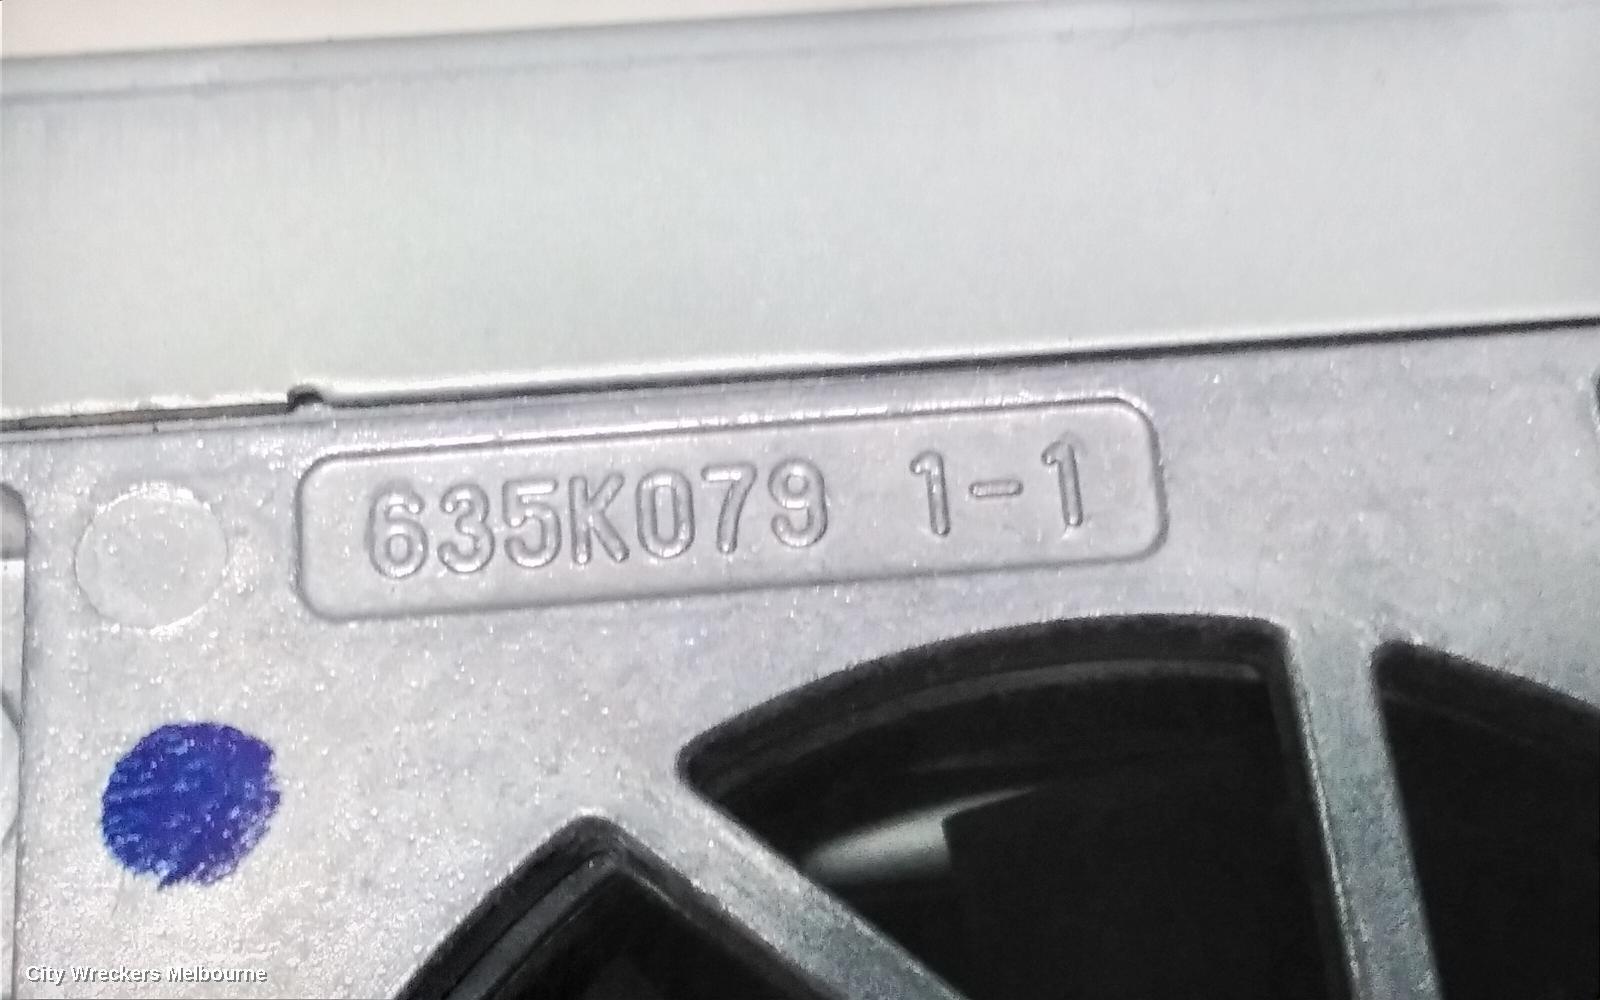 635K079 1-1
City Wreckers Melbourne